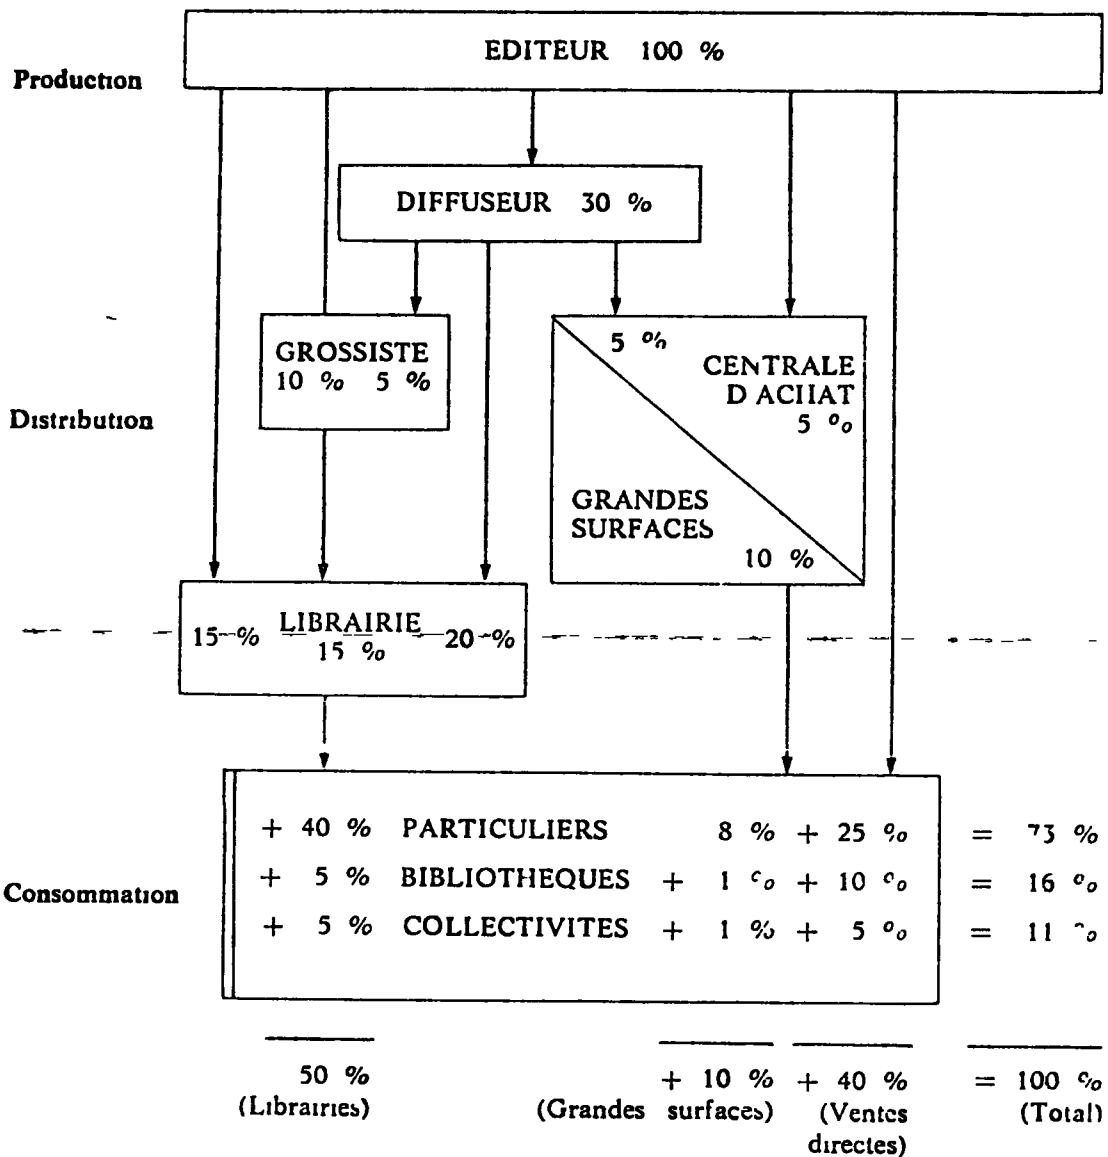 EDITEUR 100 %
Production
DIFFUSEUR 30 %
GROSSISTE
10 % 5 %
5 %
CENTRALE
D ACHAT
5 %
Distribution
GRANDES
SURFACES
10 %
LIBRAIRIE
15 % 15 % 20 %
+ 40 % PARTICULIERS 8 % + 25 % = 73 %
+ 5 % BIBLIOTHEQUES + 1 % + 10 % = 16 %
Consommation
+ 5 % COLLECTIVITES + 1 % + 5 % = 11 %
50 % + 10 % + 40 % = 100 %
(Librairies) (Grandes surfaces) (Ventes (Total)
directes)